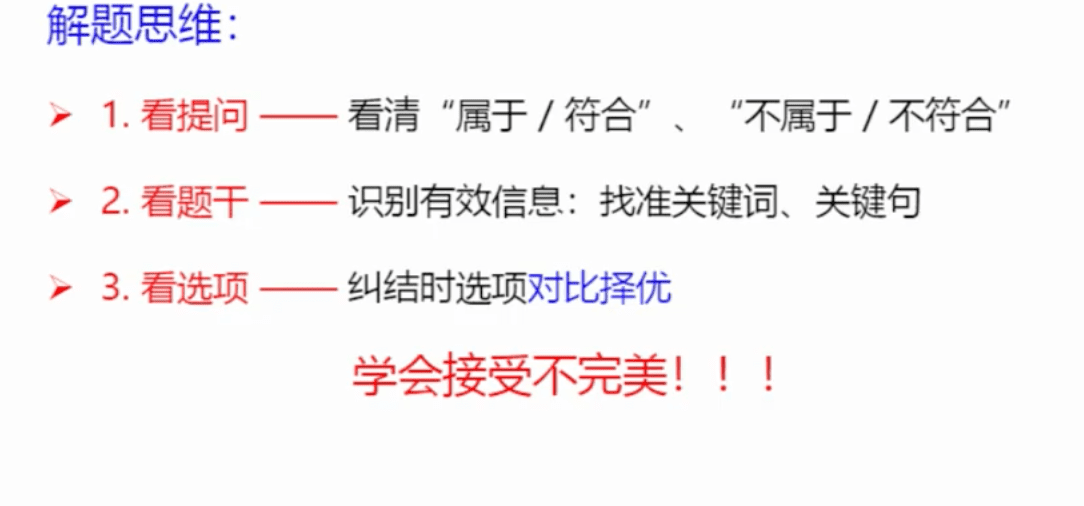 解题思维：
➢ 1. 看提问 —— 看清“属于 / 符合”、“不属于 / 不符合”
➢ 2. 看题干 —— 识别有效信息：找准关键词、关键句
➢ 3. 看选项 —— 纠结时选项对比择优
学会接受不完美！！！